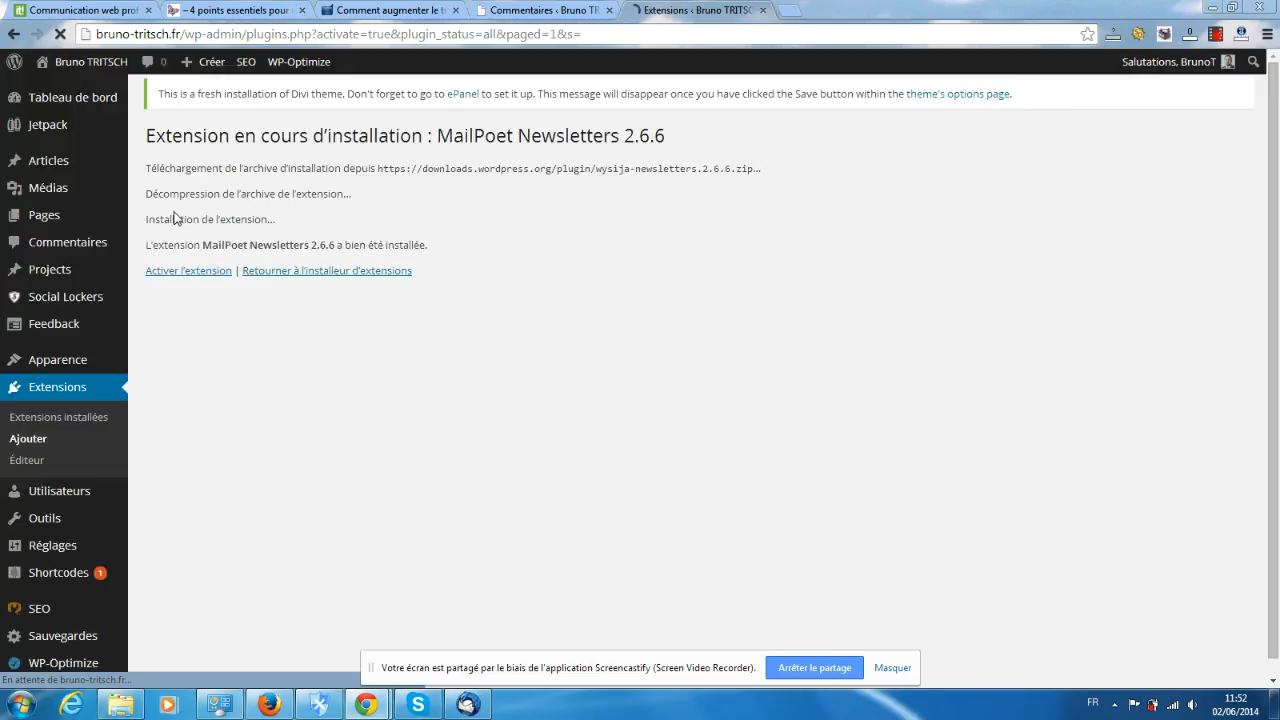 Communication web prof
– 4 points essentiels pour
Comment augmenter le t
Commentaires ‹ Bruno TR
Extensions ‹ Bruno TRITSC
bruno-tritsch.fr/wp-admin/plugins.php?activate=true&plugin_status=all&paged=1&s=
Bruno TRITSCH
0
Créer
SEO
WP-Optimize
Salutations, BrunoT
This is a fresh installation of Divi theme. Don't forget to go to ePanel to set it up. This message will disappear once you have clicked the Save button within the theme's options page.
Tableau de bord
Jetpack
Articles
Médias
Pages
Commentaires
Projects
Social Lockers
Feedback
Apparence
Extensions
Extensions installées
Ajouter
Éditeur
Utilisateurs
Outils
Réglages
Shortcodes 1
SEO
Sauvegardes
WP-Optimize
Extension en cours d'installation : MailPoet Newsletters 2.6.6
Téléchargement de l'archive d'installation depuis https://downloads.wordpress.org/plugin/wysija-newsletters.2.6.6.zip…
Décompression de l'archive de l'extension…
Installation de l'extension…
L'extension MailPoet Newsletters 2.6.6 a bien été installée.
Activer l'extension | Retourner à l'installeur d'extensions
Votre écran est partagé par le biais de l'application Screencastify (Screen Video Recorder).
Arrêter le partage
Masquer
En attente de bruno-tritsch.fr...
FR
11:52
02/06/2014